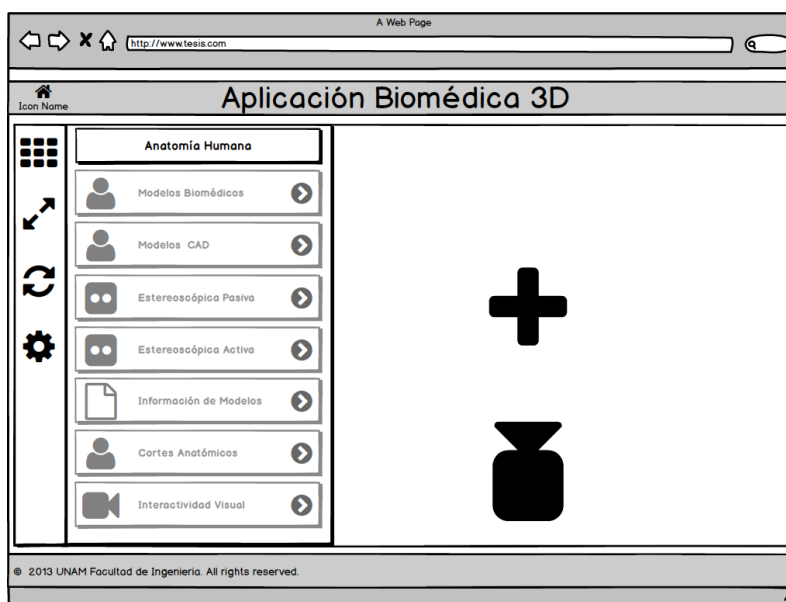 A Web Page
http://www.tesis.com
Icon Name
Aplicación Biomédica 3D
Anatomía Humana
Modelos Biomédicos
Modelos CAD
Estereoscópica Pasiva
Estereoscópica Activa
Información de Modelos
Cortes Anatómicos
Interactividad Visual
© 2013 UNAM Facultad de Ingenieria. All rights reserved.